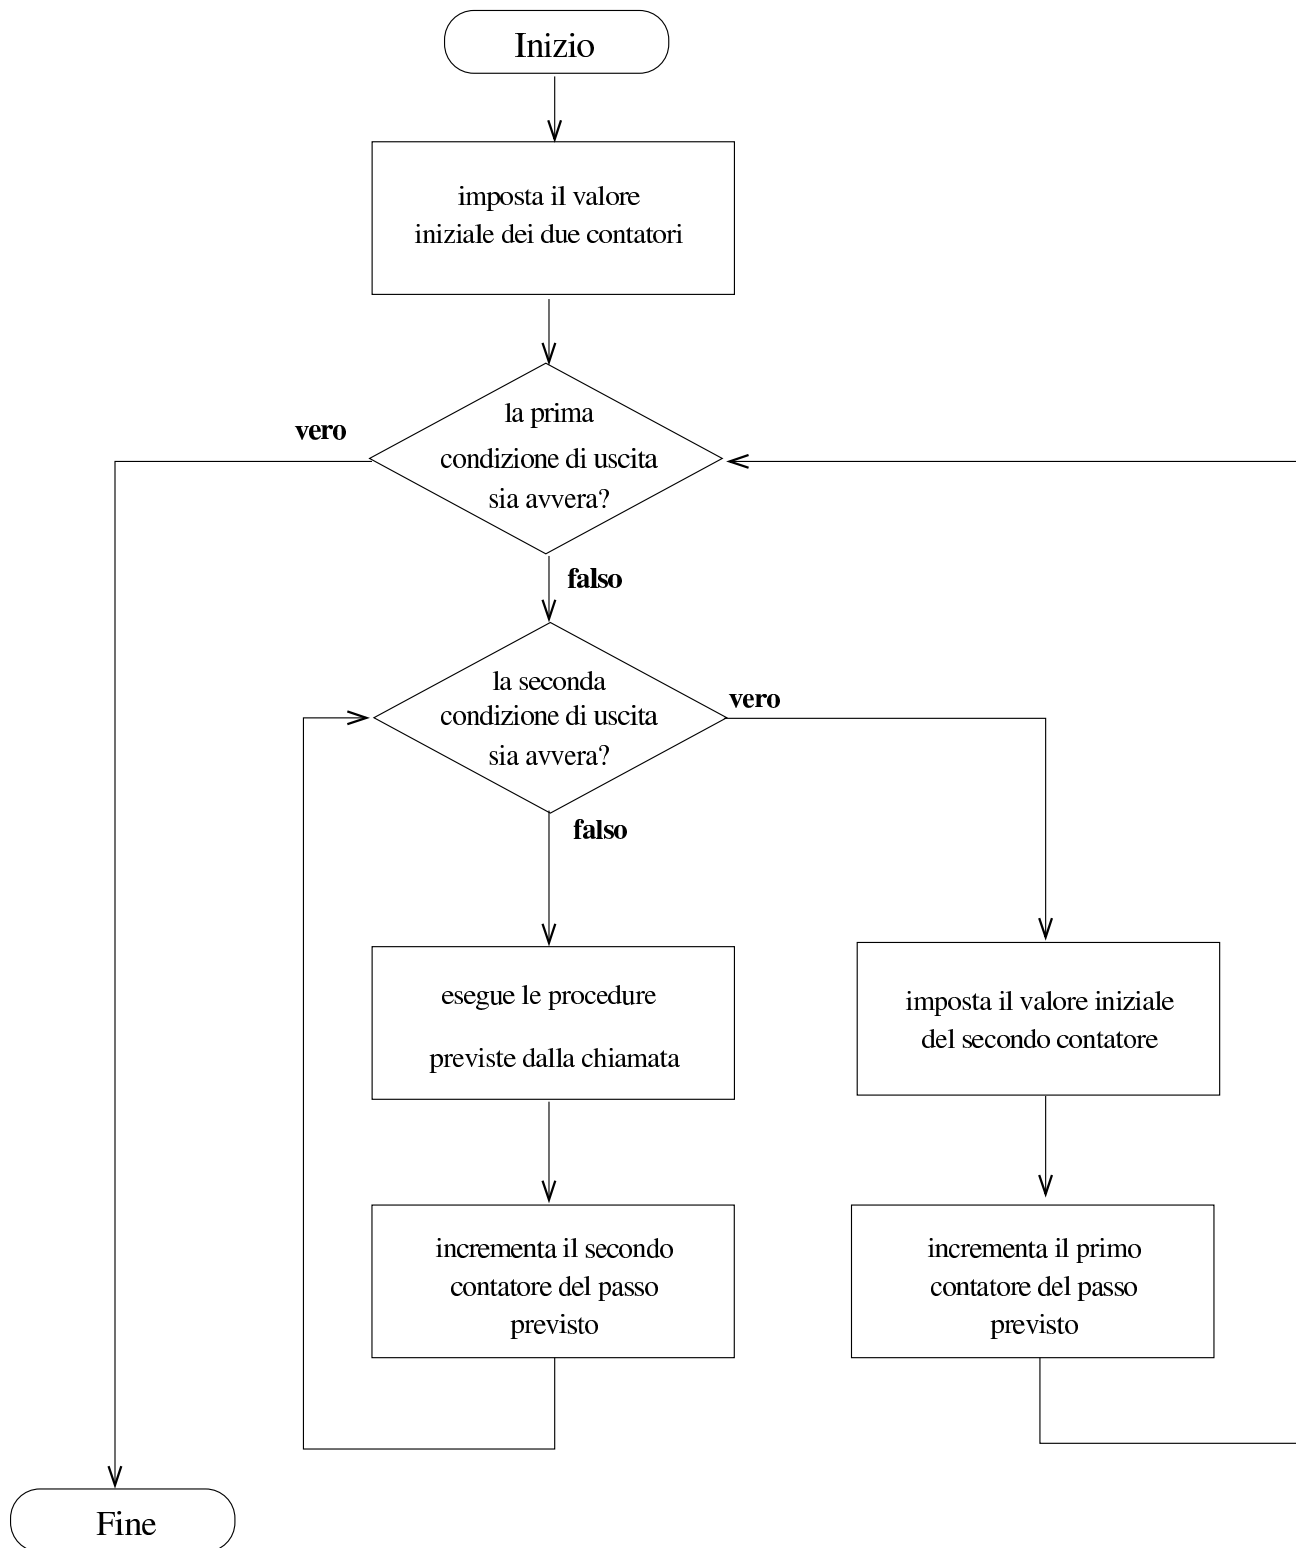 Inizio
imposta il valore
iniziale dei due contatori
la prima
condizione di uscita
sia avvera?
vero
falso
la seconda
condizione di uscita
sia avvera?
vero
falso
esegue le procedure
previste dalla chiamata
imposta il valore iniziale
del secondo contatore
incrementa il secondo
contatore del passo
previsto
incrementa il primo
contatore del passo
previsto
Fine